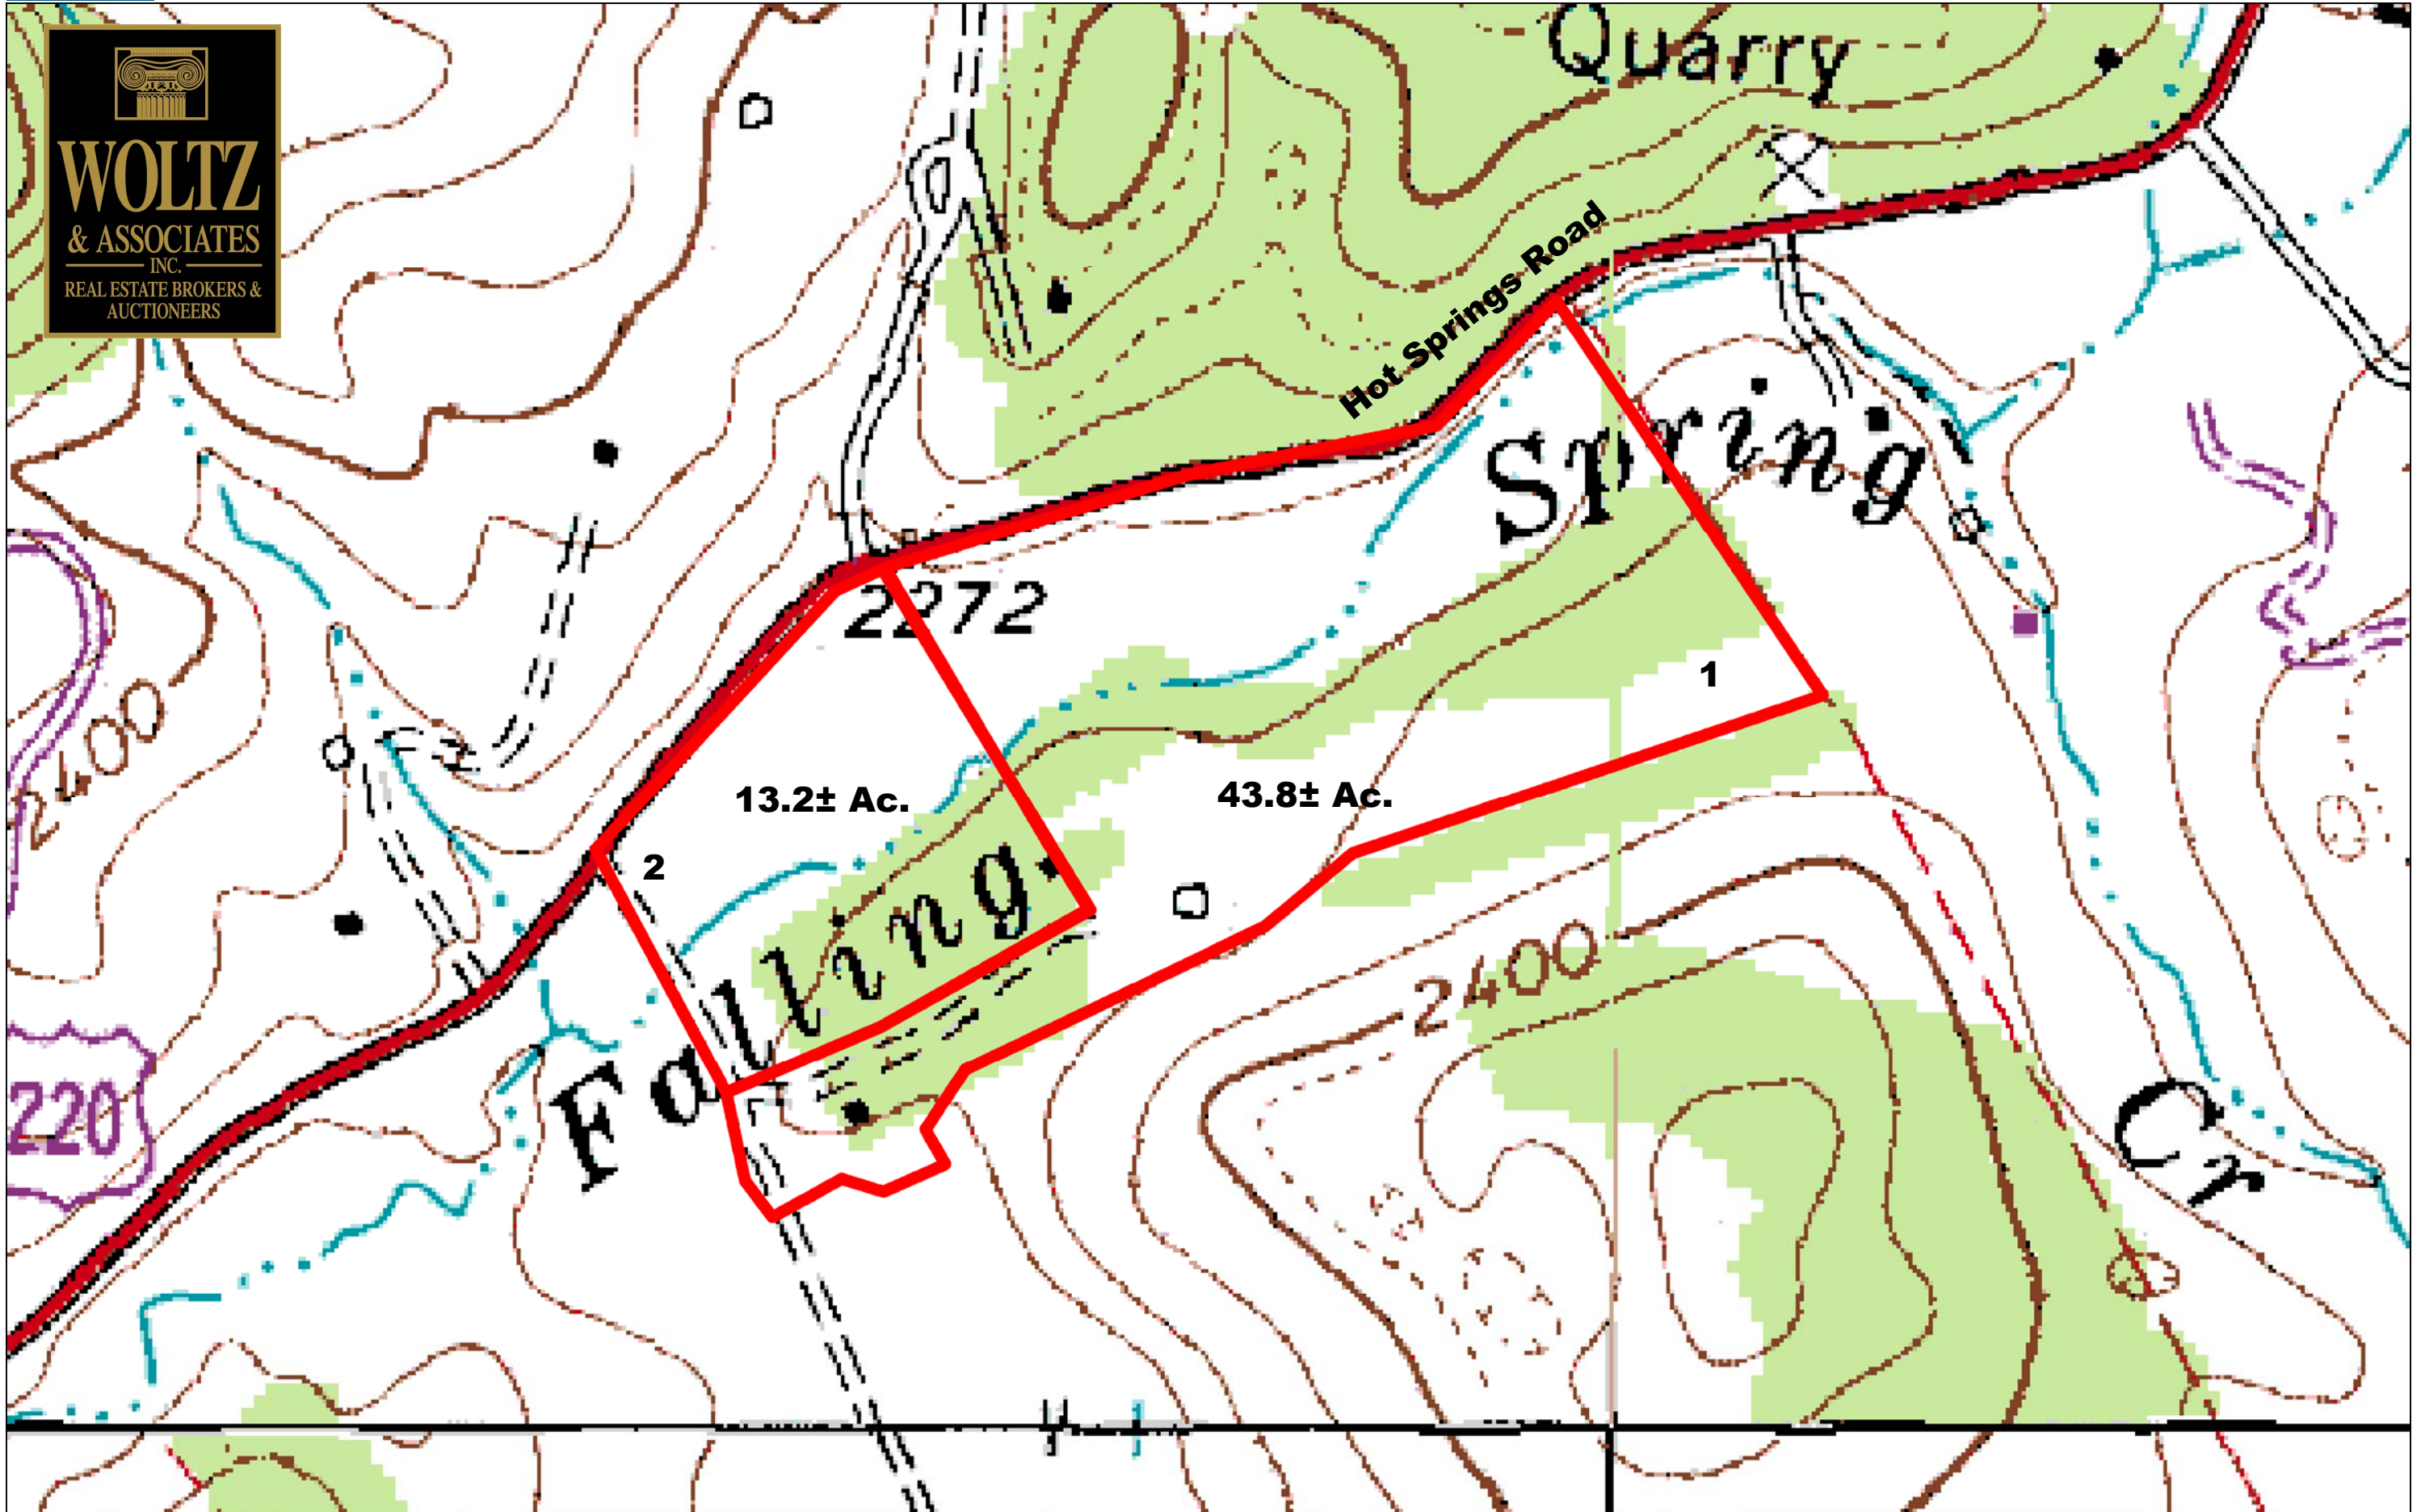 WOLTZ
& ASSOCIATES
INC.
REAL ESTATE BROKERS &
AUCTIONEERS
Quarry
Hot Springs Road
Spring
2272
1
2400
13.2± Ac.
43.8± Ac.
2
Falling
2400
220
Cr